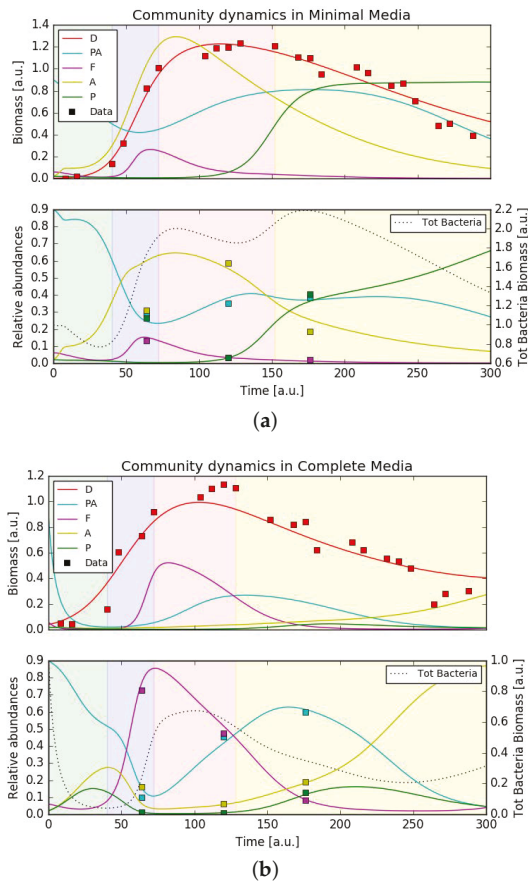 Community dynamics in Minimal Media
1.4
1.2
1.0
0.8
0.6
0.4
0.2
0.0
Biomass [a.u.]
D
PA
F
A
P
Data
0.9
0.8
0.7
0.6
0.5
0.4
0.3
0.2
0.1
0.0
Relative abundances
Tot Bacteria
2.2
2.0
1.8
1.6
1.4
1.2
1.0
0.8
0.6
Tot Bacteria Biomass [a.u.]
0 50 100 150 200 250 300
Time [a.u.]
(a)
Community dynamics in Complete Media
1.2
1.0
0.8
0.6
0.4
0.2
0.0
Biomass [a.u.]
D
PA
F
A
P
Data
0.9
0.8
0.7
0.6
0.5
0.4
0.3
0.2
0.1
0.0
Relative abundances
Tot Bacteria
1.0
0.8
0.6
0.4
0.2
0.0
Tot Bacteria Biomass [a.u.]
0 50 100 150 200 250 300
Time [a.u.]
(b)